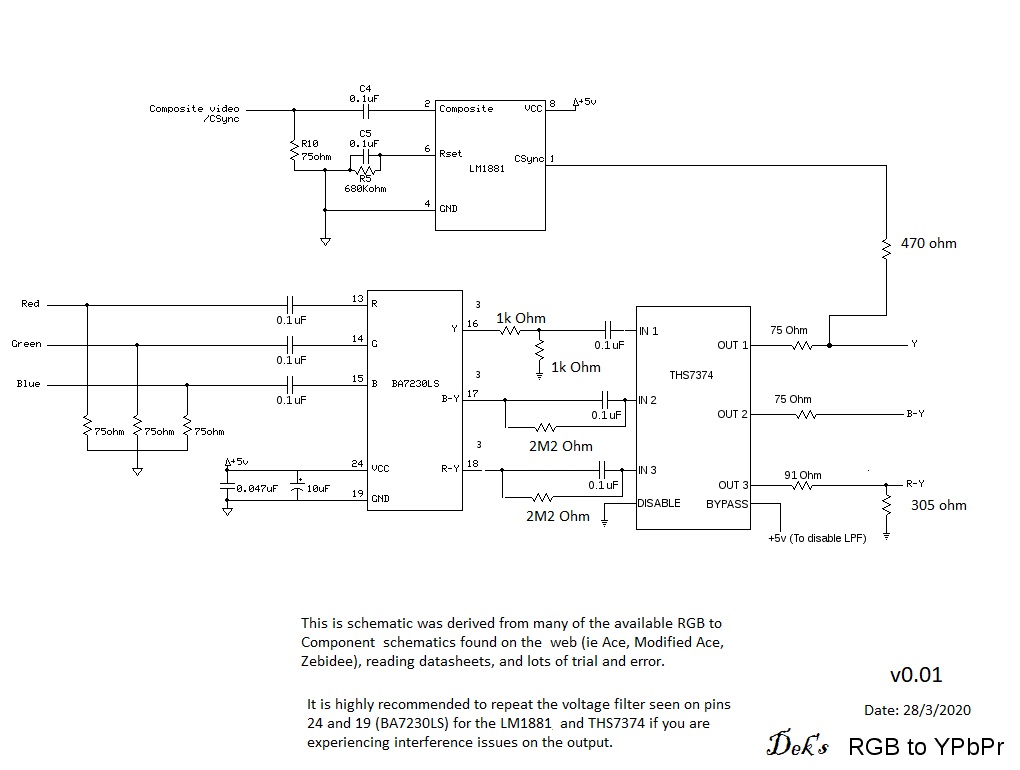 C4
0.1uF
Composite video
/CSync
2
Composite
VCC
8
+5v
R10
75ohm
C5
0.1uF
6
Rset
CSync
1
LM1881
R5
680Kohm
4
GND
470 ohm
Red
0.1uF
13
R
3
Y
16
1k Ohm
0.1uF
IN 1
1k Ohm
75 Ohm
OUT 1
Y
Green
0.1uF
14
G
Blue
0.1uF
15
B
BA7230LS
3
B-Y
17
0.1uF
IN 2
2M2 Ohm
THS7374
75 Ohm
OUT 2
B-Y
75ohm
75ohm
75ohm
3
R-Y
18
0.1uF
IN 3
2M2 Ohm
91 Ohm
OUT 3
R-Y
305 ohm
+5v
24
VCC
0.047uF
+
10uF
19
GND
DISABLE
BYPASS
+5v (To disable LPF)
This is schematic was derived from many of the available RGB to
Component schematics found on the web (ie Ace, Modified Ace,
Zebidee), reading datasheets, and lots of trial and error.
It is highly recommended to repeat the voltage filter seen on pins
24 and 19 (BA7230LS) for the LM1881 and THS7374 if you are
experiencing interference issues on the output.
v0.01
Date: 28/3/2020
Dek's RGB to YPbPr